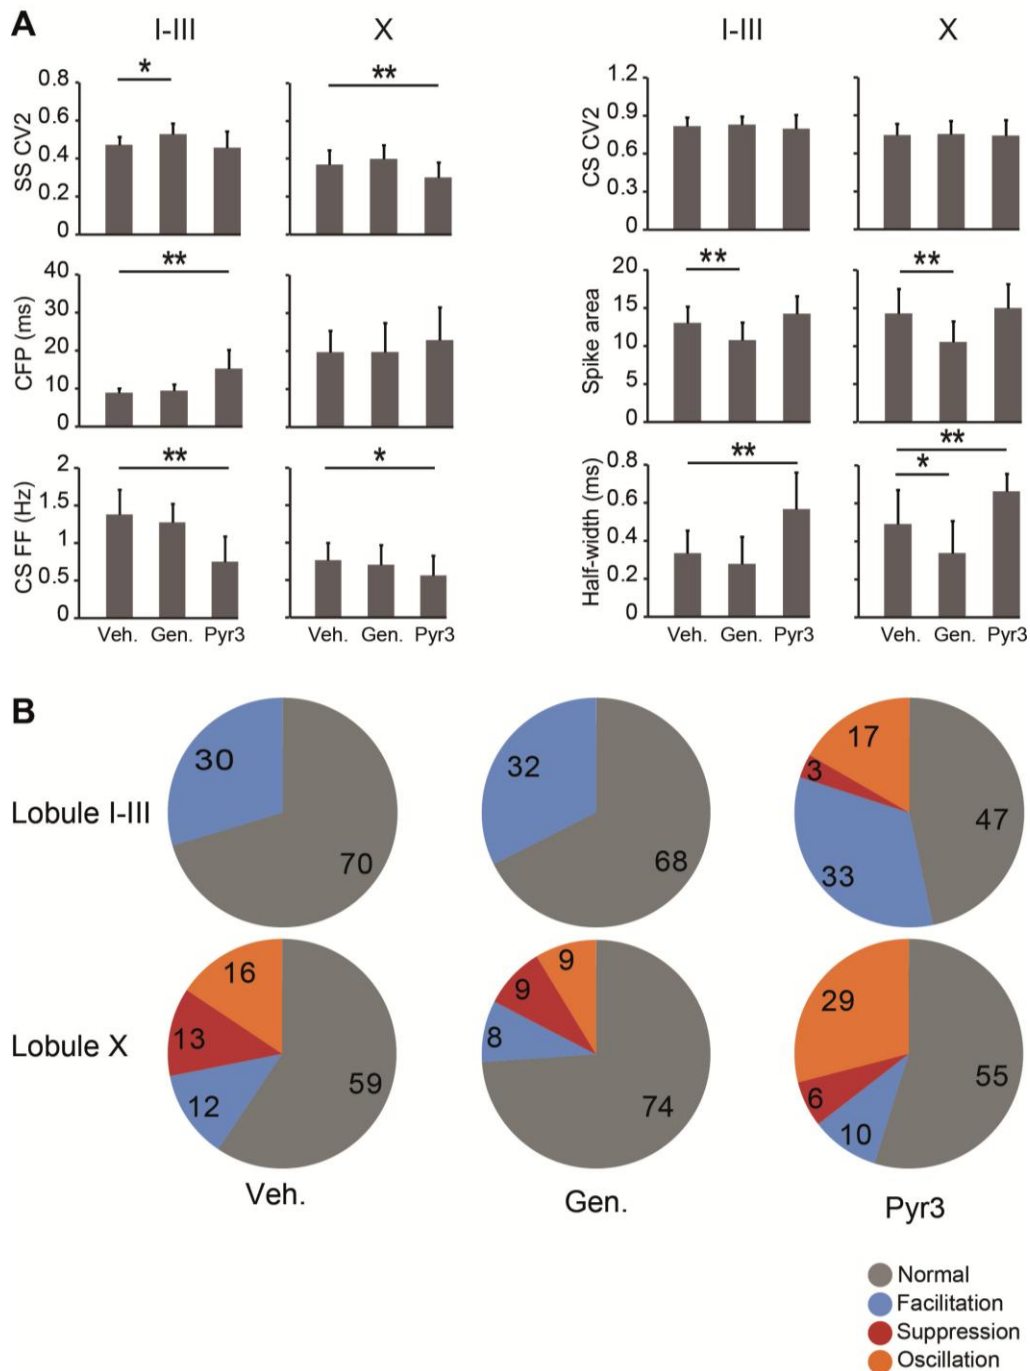 A
I-III
X
I-III
X
*
**
SS CV2
0.8
0.6
0.4
0.2
0
CS CV2
1.2
0.9
0.6
0.3
0
**
CFP (ms)
40
30
20
10
0
**
**
Spike area
20
15
10
5
0
**
*
CS FF (Hz)
2
1.5
1
0.5
0
**
**
*
Half-width (ms)
0.8
0.6
0.4
0.2
0
Veh. Gen. Pyr3
Veh. Gen. Pyr3
Veh. Gen. Pyr3
Veh. Gen. Pyr3
B
Lobule I-III
30
70
32
68
17
3
33
47
Lobule X
16
13
12
59
9
9
8
74
29
6
10
55
Veh.
Gen.
Pyr3
Normal
Facilitation
Suppression
Oscillation